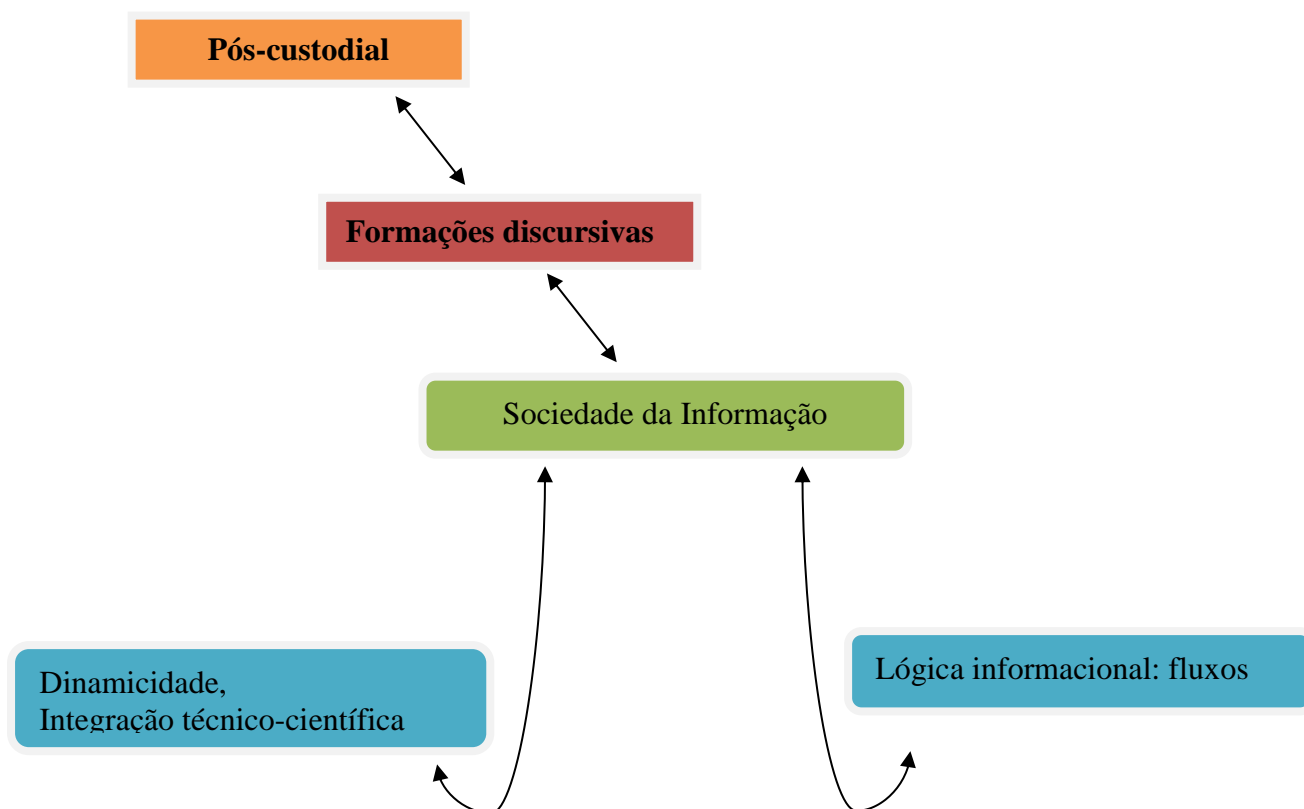 Pós-custodial
Formações discursivas
Sociedade da Informação
Dinamicidade,
Integração técnico-científica
Lógica informacional: fluxos